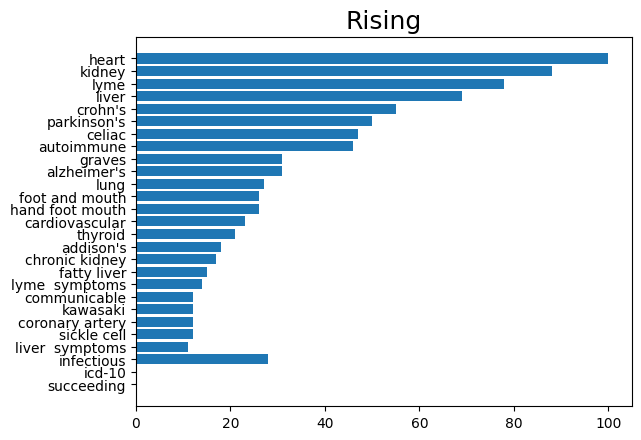 Rising
heart
kidney
lyme
liver
crohn's
parkinson's
celiac
autoimmune
graves
alzheimer's
lung
foot and mouth
hand foot mouth
cardiovascular
thyroid
addison's
chronic kidney
fatty liver
lyme  symptoms
communicable
kawasaki
coronary artery
sickle cell
liver  symptoms
infectious
icd-10
succeeding
0 20 40 60 80 100